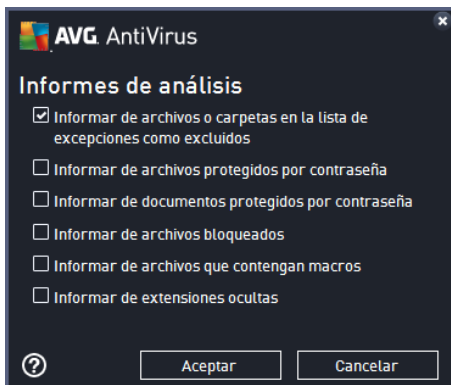 AVG. AntiVirus
Informes de análisis
Informar de archivos o carpetas en la lista de
excepciones como excluidos
Informar de archivos protegidos por contraseña
Informar de documentos protegidos por contraseña
Informar de archivos bloqueados
Informar de archivos que contengan macros
Informar de extensiones ocultas
? Aceptar Cancelar